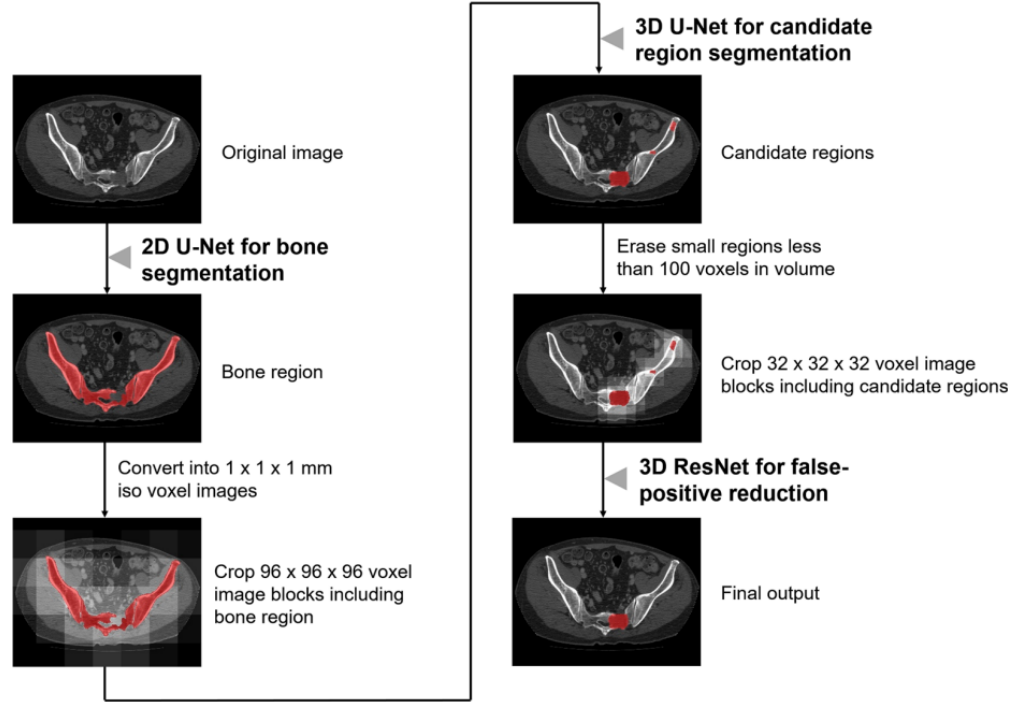 Original image
2D U-Net for bone
segmentation
Bone region
Convert into 1 x 1 x 1 mm
iso voxel images
Crop 96 x 96 x 96 voxel
image blocks including
bone region
3D U-Net for candidate
region segmentation
Candidate regions
Erase small regions less
than 100 voxels in volume
Crop 32 x 32 x 32 voxel image
blocks including candidate regions
3D ResNet for false-
positive reduction
Final output